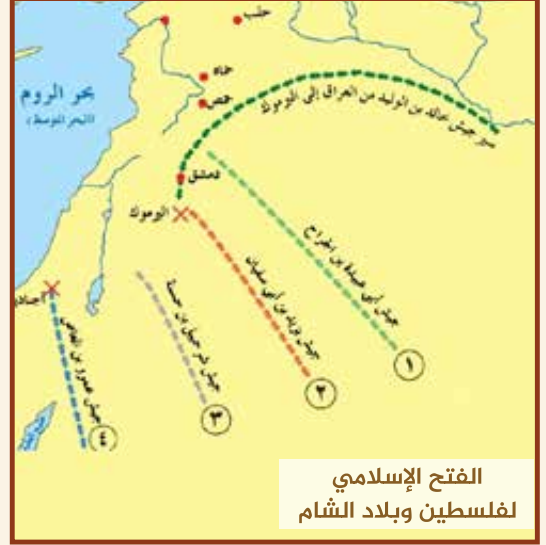 حلب
حماه
حمص
بحر الروم
(البحر المتوسط)
سير جيش خالد بن الوليد من العراق إلى اليرموك
دمشق
اليرموك
جيش أبي عبيدة بن الجراح
جيش يزيد بن أبي سفيان
جيش شرحبيل بن حسنة
جيش عمرو بن العاص
أجنادين
١
٢
٣
٤
الفتح الإسلامي
لفلسطين وبلاد الشام